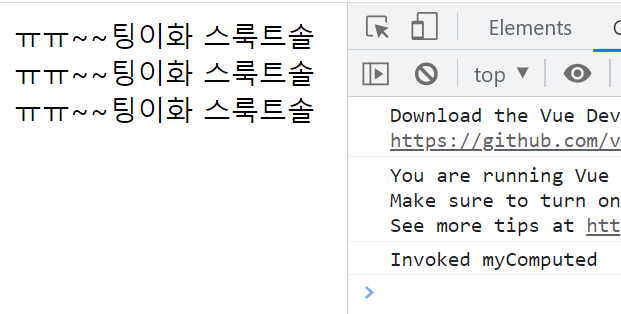 ㅠㅠ~~팅이화 스룩트솔
ㅠㅠ~~팅이화 스룩트솔
ㅠㅠ~~팅이화 스룩트솔
Elements
top
Download the Vue Dev
https://github.com/v
You are running Vue
Make sure to turn on
See more tips at htt
Invoked myComputed